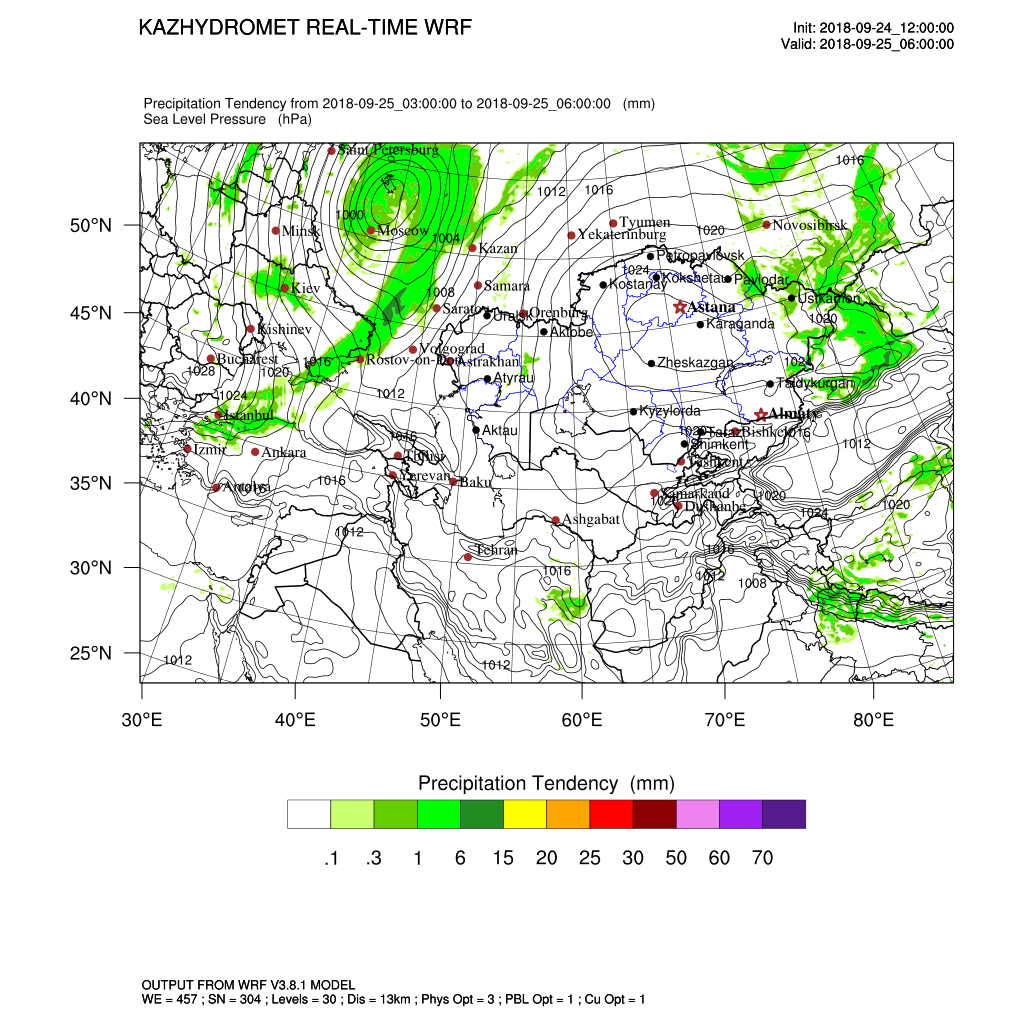 KAZHYDROMET REAL-TIME WRF
Init: 2018-09-24_12:00:00
Valid: 2018-09-25_06:00:00
Precipitation Tendency from 2018-09-25_03:00:00 to 2018-09-25_06:00:00 (mm)
Sea Level Pressure (hPa)
Saint Petersburg
1016
1012
1016
1000
50°N
Minsk
Moscow
1004
Kazan
Tyumen
Yekaterinburg
1020
Novosibirsk
Petropavlovsk
1024
Kokshetau
Pavlodar
Kostanay
Kiev
1008
Samara
Ustkamen
45°N
Saratov
Uralsk
Orenburg
Astana
1020
Kishinev
Aktobe
Karaganda
Bucharest
1016
Rostov-on-Don
Volgograd
Astrakhan
Zheskazgan
1024
1028
1020
Atyrau
Taldykurgan
40°N
1024
1012
Istanbul
Kyzylorda
Almaty
Aktau
1020
Taraz
Bishkek
1016
1016
Shimkent
1012
Izmir
Ankara
Tbilisi
Tashkent
35°N
Antalya
1016
1016
Yerevan
Baku
Samarkand
1020
Dushanbe
1020
1024
1020
Ashgabat
1012
Tehran
1016
30°N
1016
1012
1008
25°N
1012
1012
30°E
40°E
50°E
60°E
70°E
80°E
Precipitation Tendency (mm)
.1 .3 1 6 15 20 25 30 50 60 70
OUTPUT FROM WRF V3.8.1 MODEL
WE = 457 ; SN = 304 ; Levels = 30 ; Dis = 13km ; Phys Opt = 3 ; PBL Opt = 1 ; Cu Opt = 1